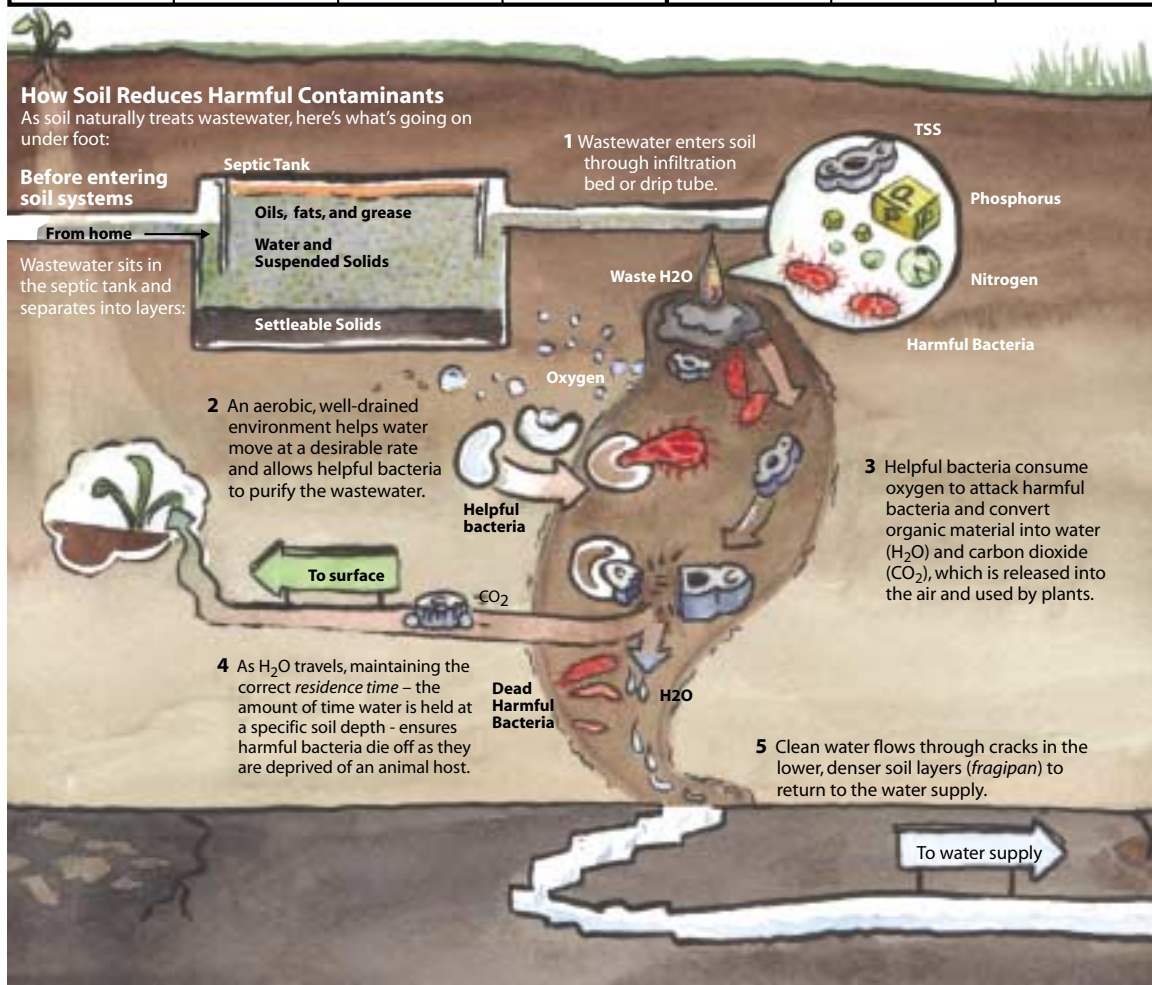 How Soil Reduces Harmful Contaminants
As soil naturally treats wastewater, here's what's going on
under foot:
Before entering
soil systems
From home
Wastewater sits in
the septic tank and
separates into layers:
Septic Tank
Oils, fats, and grease
Water and
Suspended Solids
Settleable Solids
1 Wastewater enters soil
through infiltration
bed or drip tube.
TSS
Phosphorus
Nitrogen
Harmful Bacteria
Waste H2O
Oxygen
2 An aerobic, well-drained
environment helps water
move at a desirable rate
and allows helpful bacteria
to purify the wastewater.
Helpful
bacteria
3 Helpful bacteria consume
oxygen to attack harmful
bacteria and convert
organic material into water
(H₂O) and carbon dioxide
(CO₂), which is released into
the air and used by plants.
To surface
CO₂
4 As H₂O travels, maintaining the
correct residence time – the
amount of time water is held at
a specific soil depth - ensures
harmful bacteria die off as they
are deprived of an animal host.
Dead
Harmful
Bacteria
H2O
5 Clean water flows through cracks in the
lower, denser soil layers (fragipan) to
return to the water supply.
To water supply